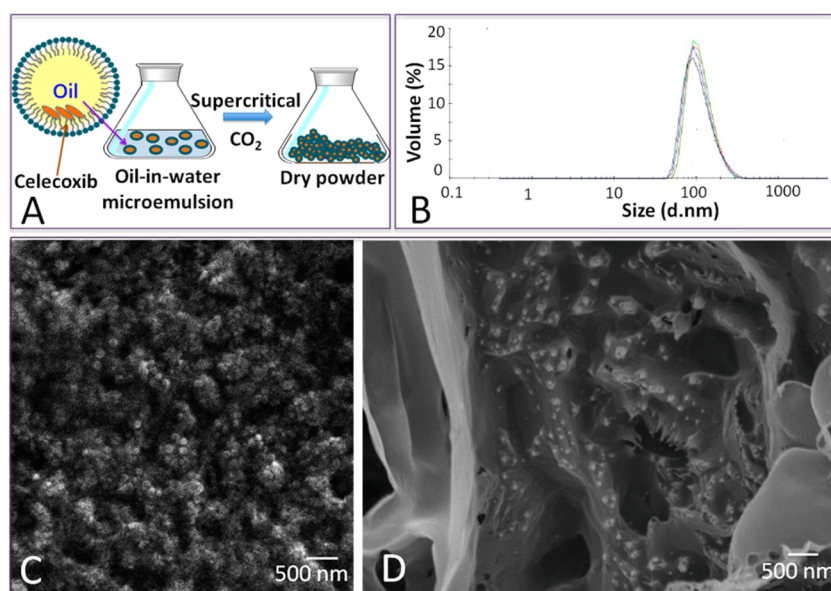 Oil
Celecoxib
Oil-in-water
microemulsion
Supercritical
CO₂
Dry powder
A
Volume (%)
20
15
10
5
0
0.1
1
10
100
1000
Size (d.nm)
B
C
500 nm
D
500 nm